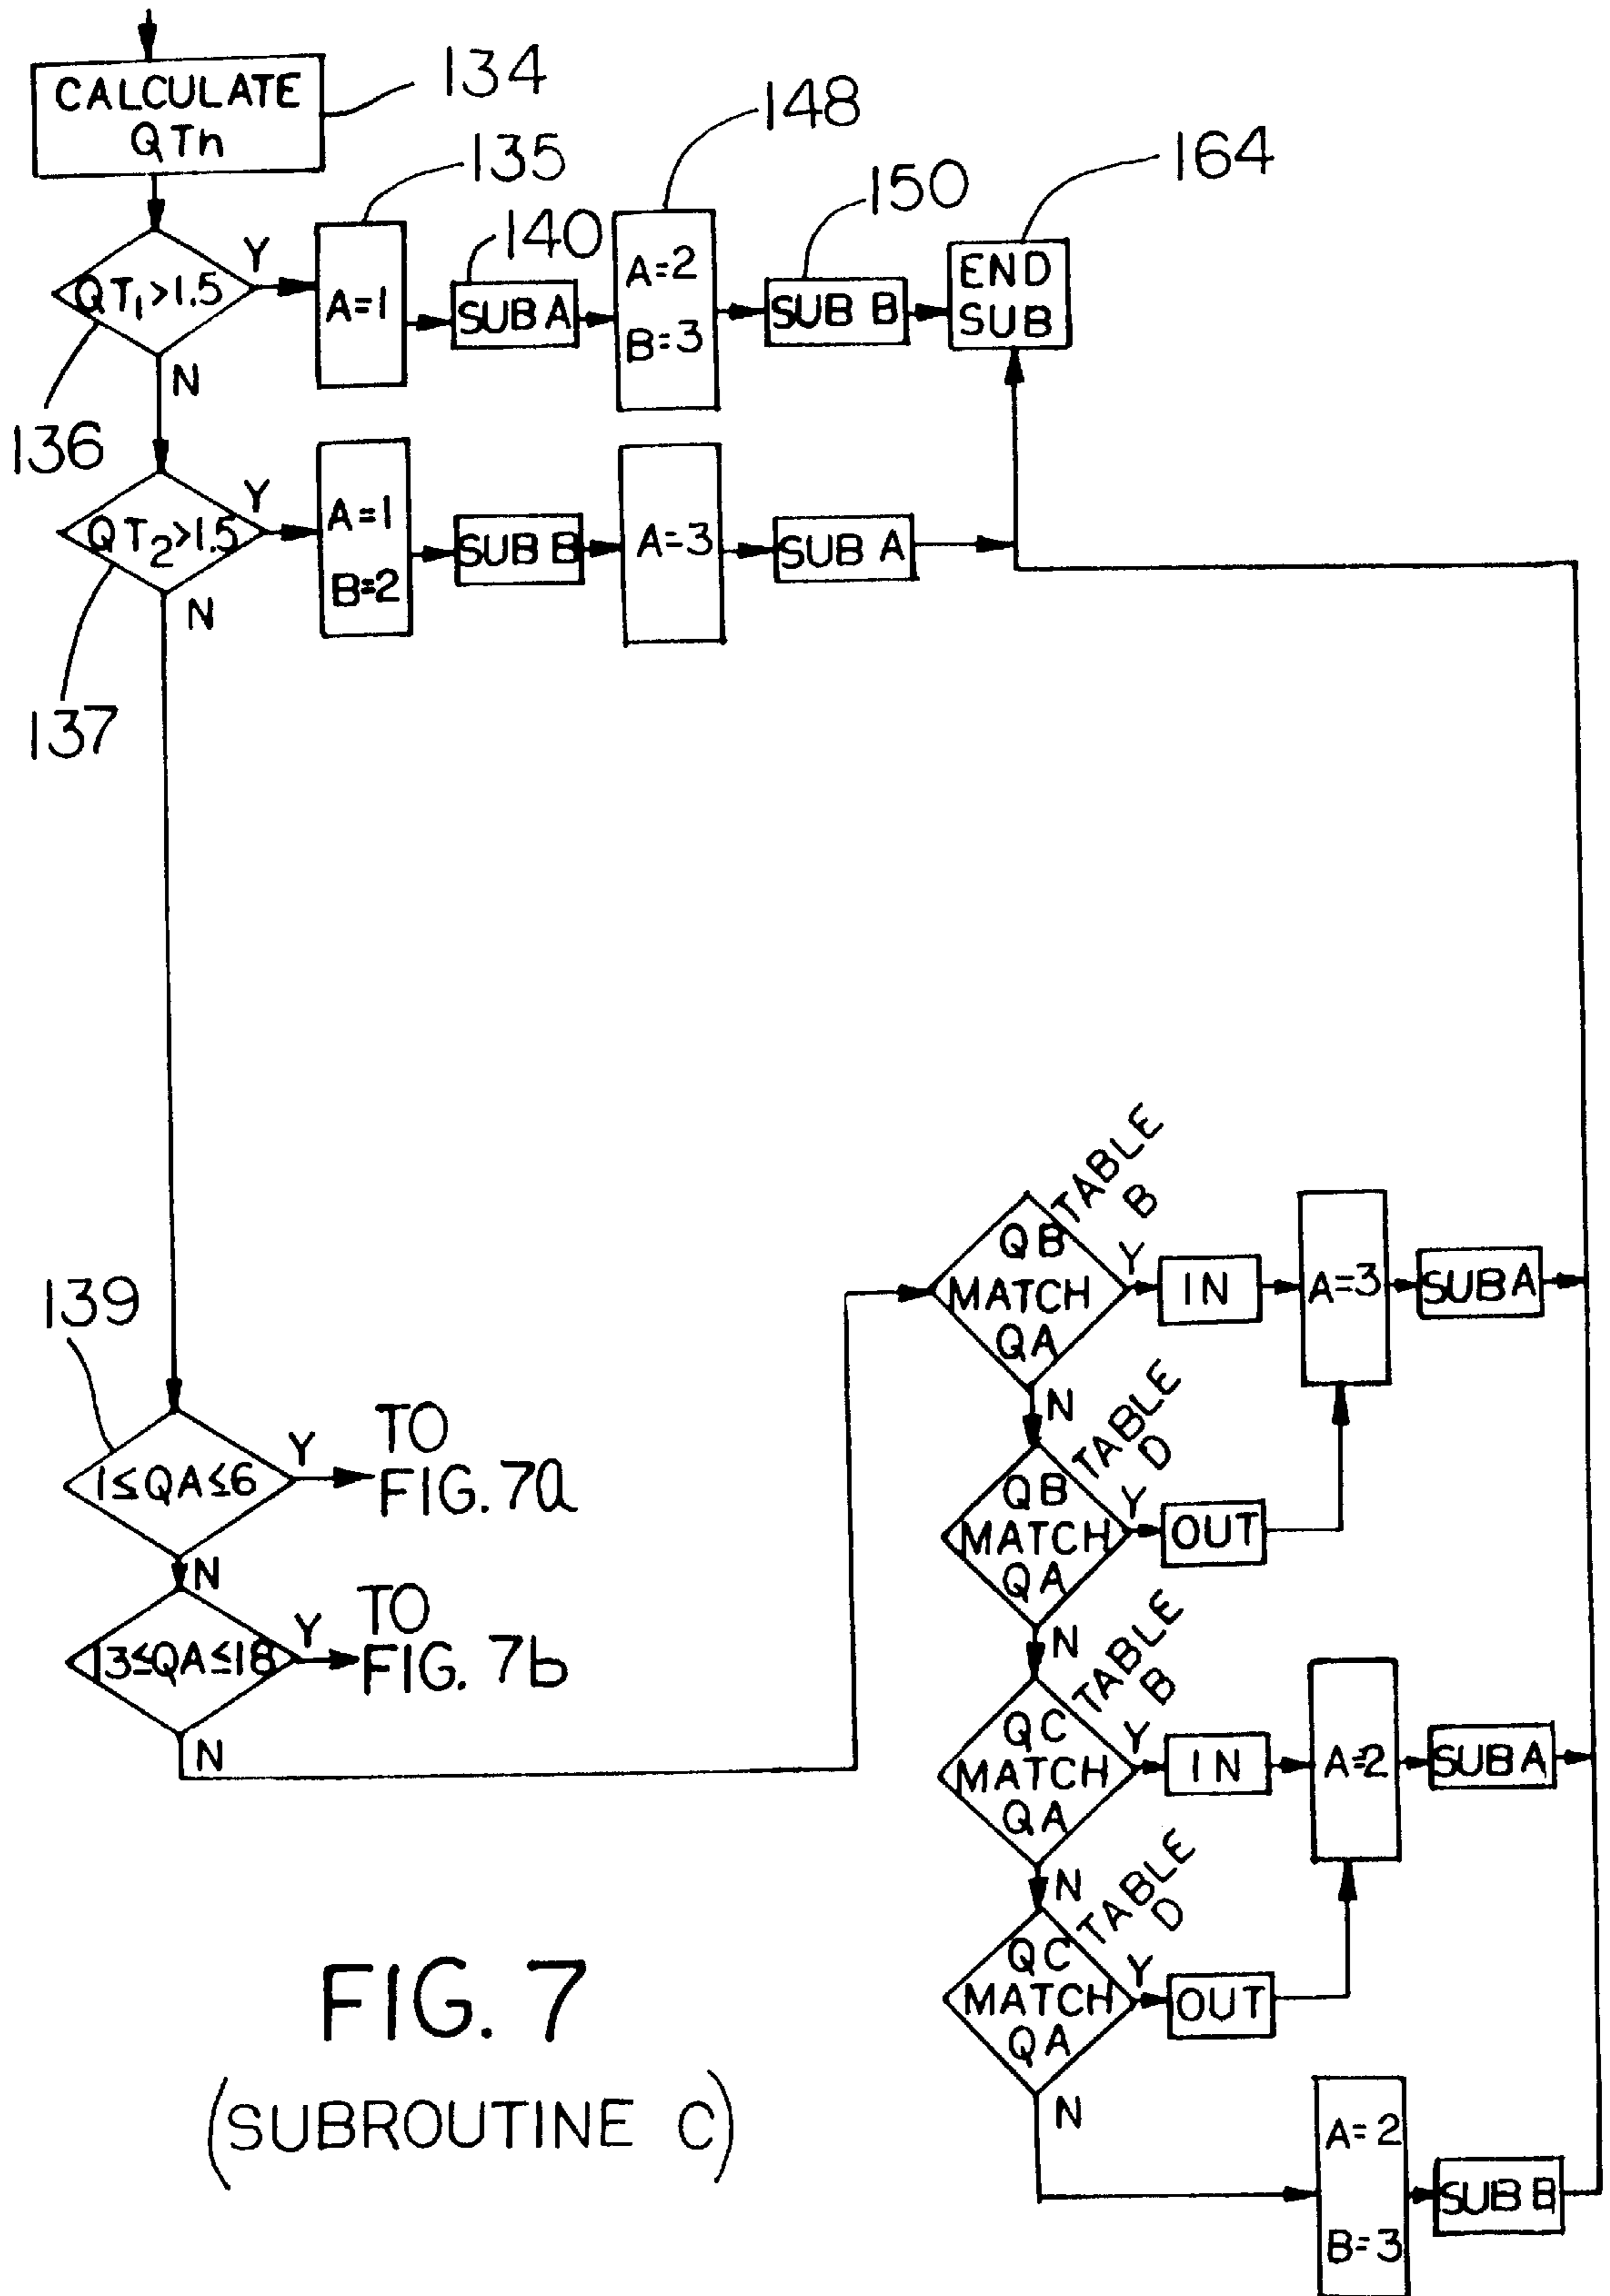 CALCULATE
QTn
134
QT₁>1.5
Y
N
136
135
A=1
140
SUB A
148
A=2
B=3
150
SUB B
164
END
SUB
QT₂>1.5
Y
N
137
A=1
B=2
SUB B
A=3
SUB A
139
1≤QA≤6
Y
TO
FIG. 7a
N
13≤QA≤18
Y
TO
FIG. 7b
N
QB
MATCH
QA
TABLE
B
Y
IN
A=3
SUB A
N
QB
MATCH
QA
TABLE
D
Y
OUT
N
QC
MATCH
QA
TABLE
B
Y
IN
A=2
SUB A
N
QC
MATCH
QA
TABLE
D
Y
OUT
N
A=2
B=3
SUB B
FIG. 7
(SUBROUTINE C)